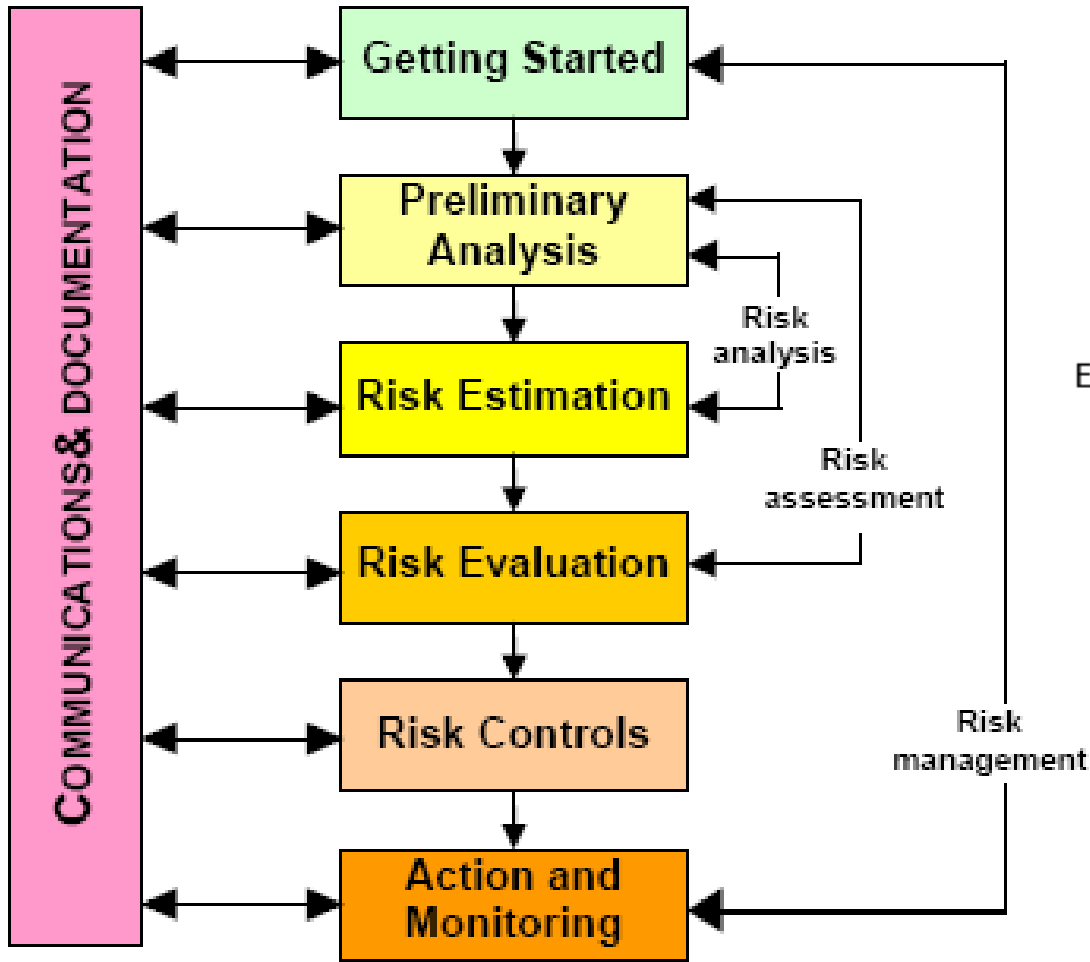 COMMUNICATIONS& DOCUMENTATION
Getting Started
Preliminary
Analysis
Risk
analysis
Risk Estimation
E
Risk
assessment
Risk Evaluation
Risk Controls
Risk
management
Action and
Monitoring